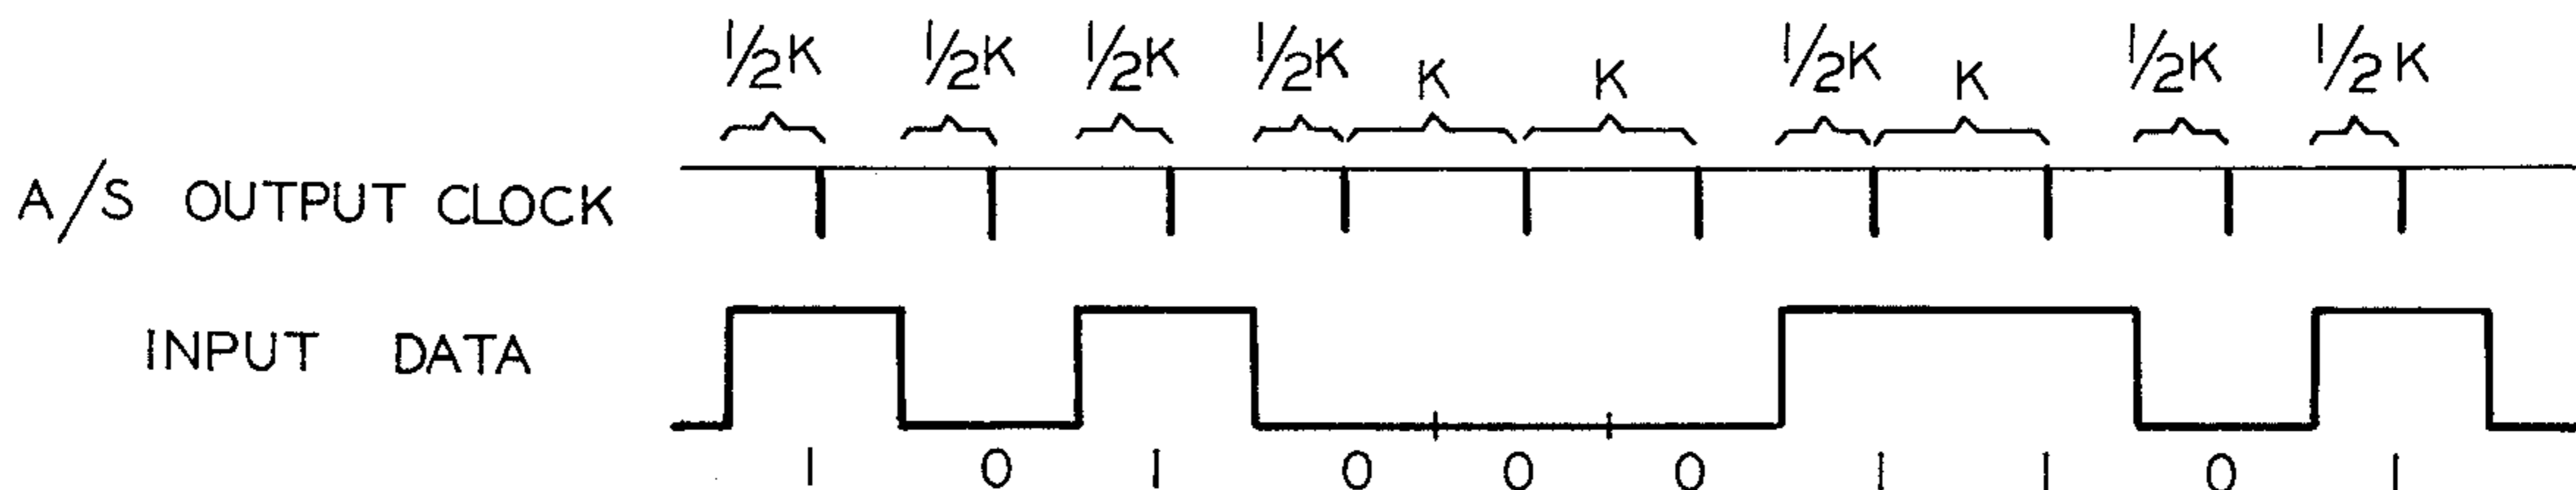 1/2K 1/2K 1/2K 1/2K K K 1/2K K 1/2K 1/2K
A/S OUTPUT CLOCK
INPUT DATA
1 0 1 0 0 0 1 1 0 1